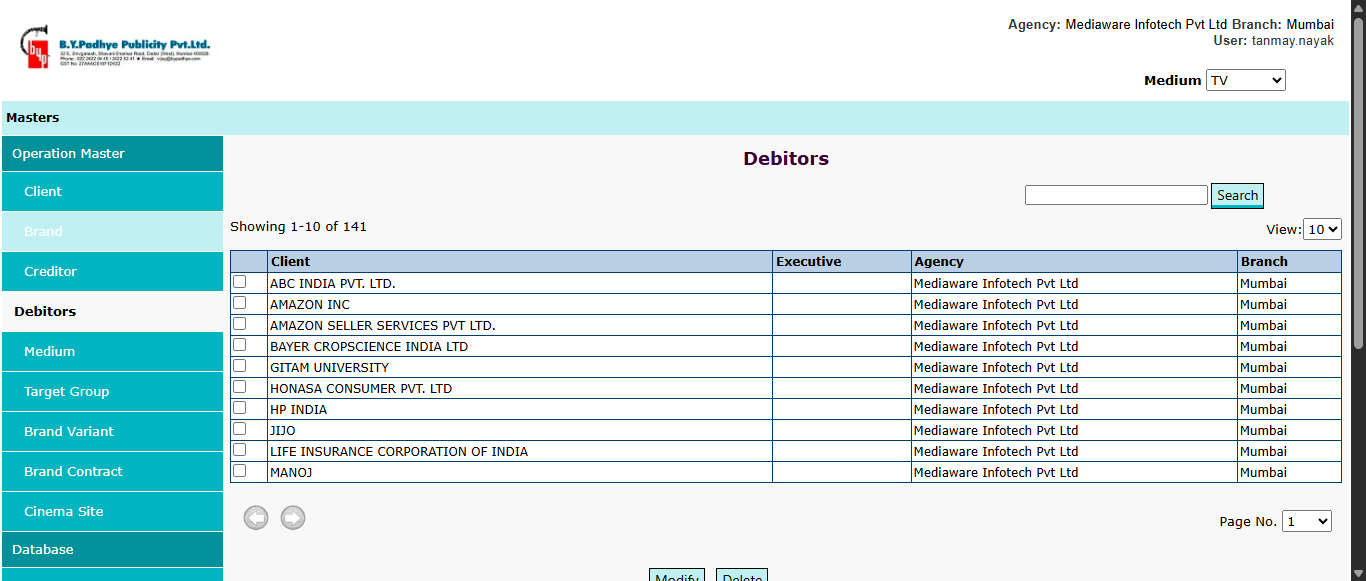 Agency: Mediaware Infotech Pvt Ltd Branch: Mumbai
User: tanmay.nayak
byp
B.Y.Padhye Publicity Pvt.Ltd.
Medium TV
Masters
Operation Master
Client
Brand
Creditor
Debitors
Medium
Target Group
Brand Variant
Brand Contract
Cinema Site
Database
Debitors
Search
Showing 1-10 of 141
View: 10
Client Executive Agency Branch
ABC INDIA PVT. LTD. Mediaware Infotech Pvt Ltd Mumbai
AMAZON INC Mediaware Infotech Pvt Ltd Mumbai
AMAZON SELLER SERVICES PVT LTD. Mediaware Infotech Pvt Ltd Mumbai
BAYER CROPSCIENCE INDIA LTD Mediaware Infotech Pvt Ltd Mumbai
GITAM UNIVERSITY Mediaware Infotech Pvt Ltd Mumbai
HONASA CONSUMER PVT. LTD Mediaware Infotech Pvt Ltd Mumbai
HP INDIA Mediaware Infotech Pvt Ltd Mumbai
JIJO Mediaware Infotech Pvt Ltd Mumbai
LIFE INSURANCE CORPORATION OF INDIA Mediaware Infotech Pvt Ltd Mumbai
MANOJ Mediaware Infotech Pvt Ltd Mumbai
Page No. 1
Modify Delete